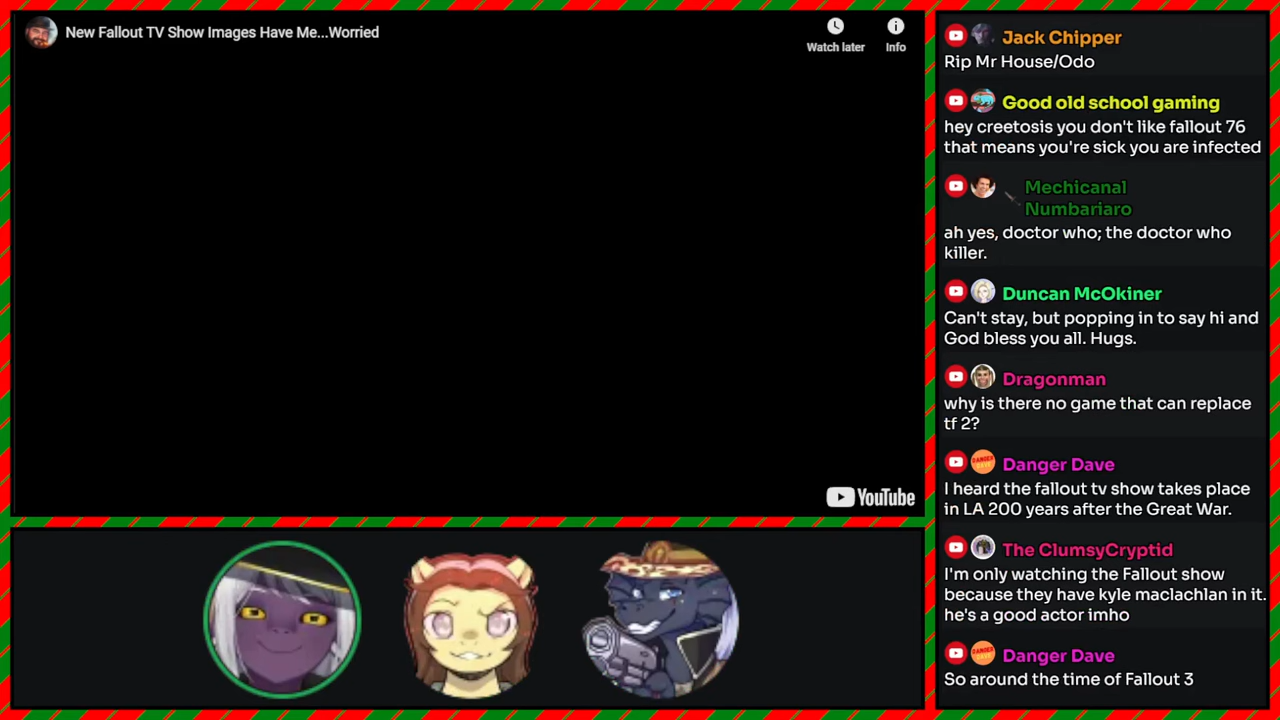 New Fallout TV Show Images Have Me...Worried
Watch later
Info
YouTube
Jack Chipper
Rip Mr House/Odo
Good old school gaming
hey creetosis you don't like fallout 76
that means you're sick you are infected
Mechicanal
Numbariaro
ah yes, doctor who; the doctor who
killer.
Duncan McOkiner
Can't stay, but popping in to say hi and
God bless you all. Hugs.
Dragonman
why is there no game that can replace
tf 2?
DANGER
DAVE
Danger Dave
I heard the fallout tv show takes place
in LA 200 years after the Great War.
The ClumsyCryptid
I'm only watching the Fallout show
because they have kyle maclachlan in it.
he's a good actor imho
DANGER
DAVE
Danger Dave
So around the time of Fallout 3